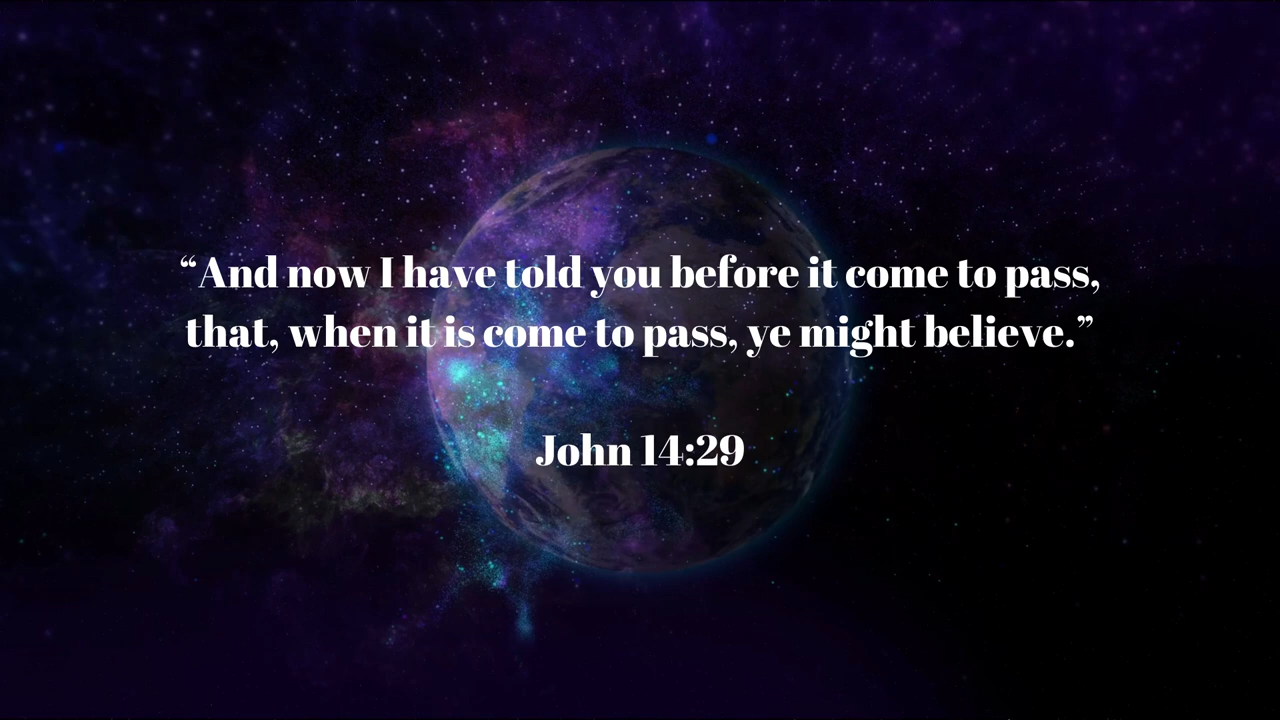 “And now I have told you before it come to pass,
that, when it is come to pass, ye might believe.”
John 14:29